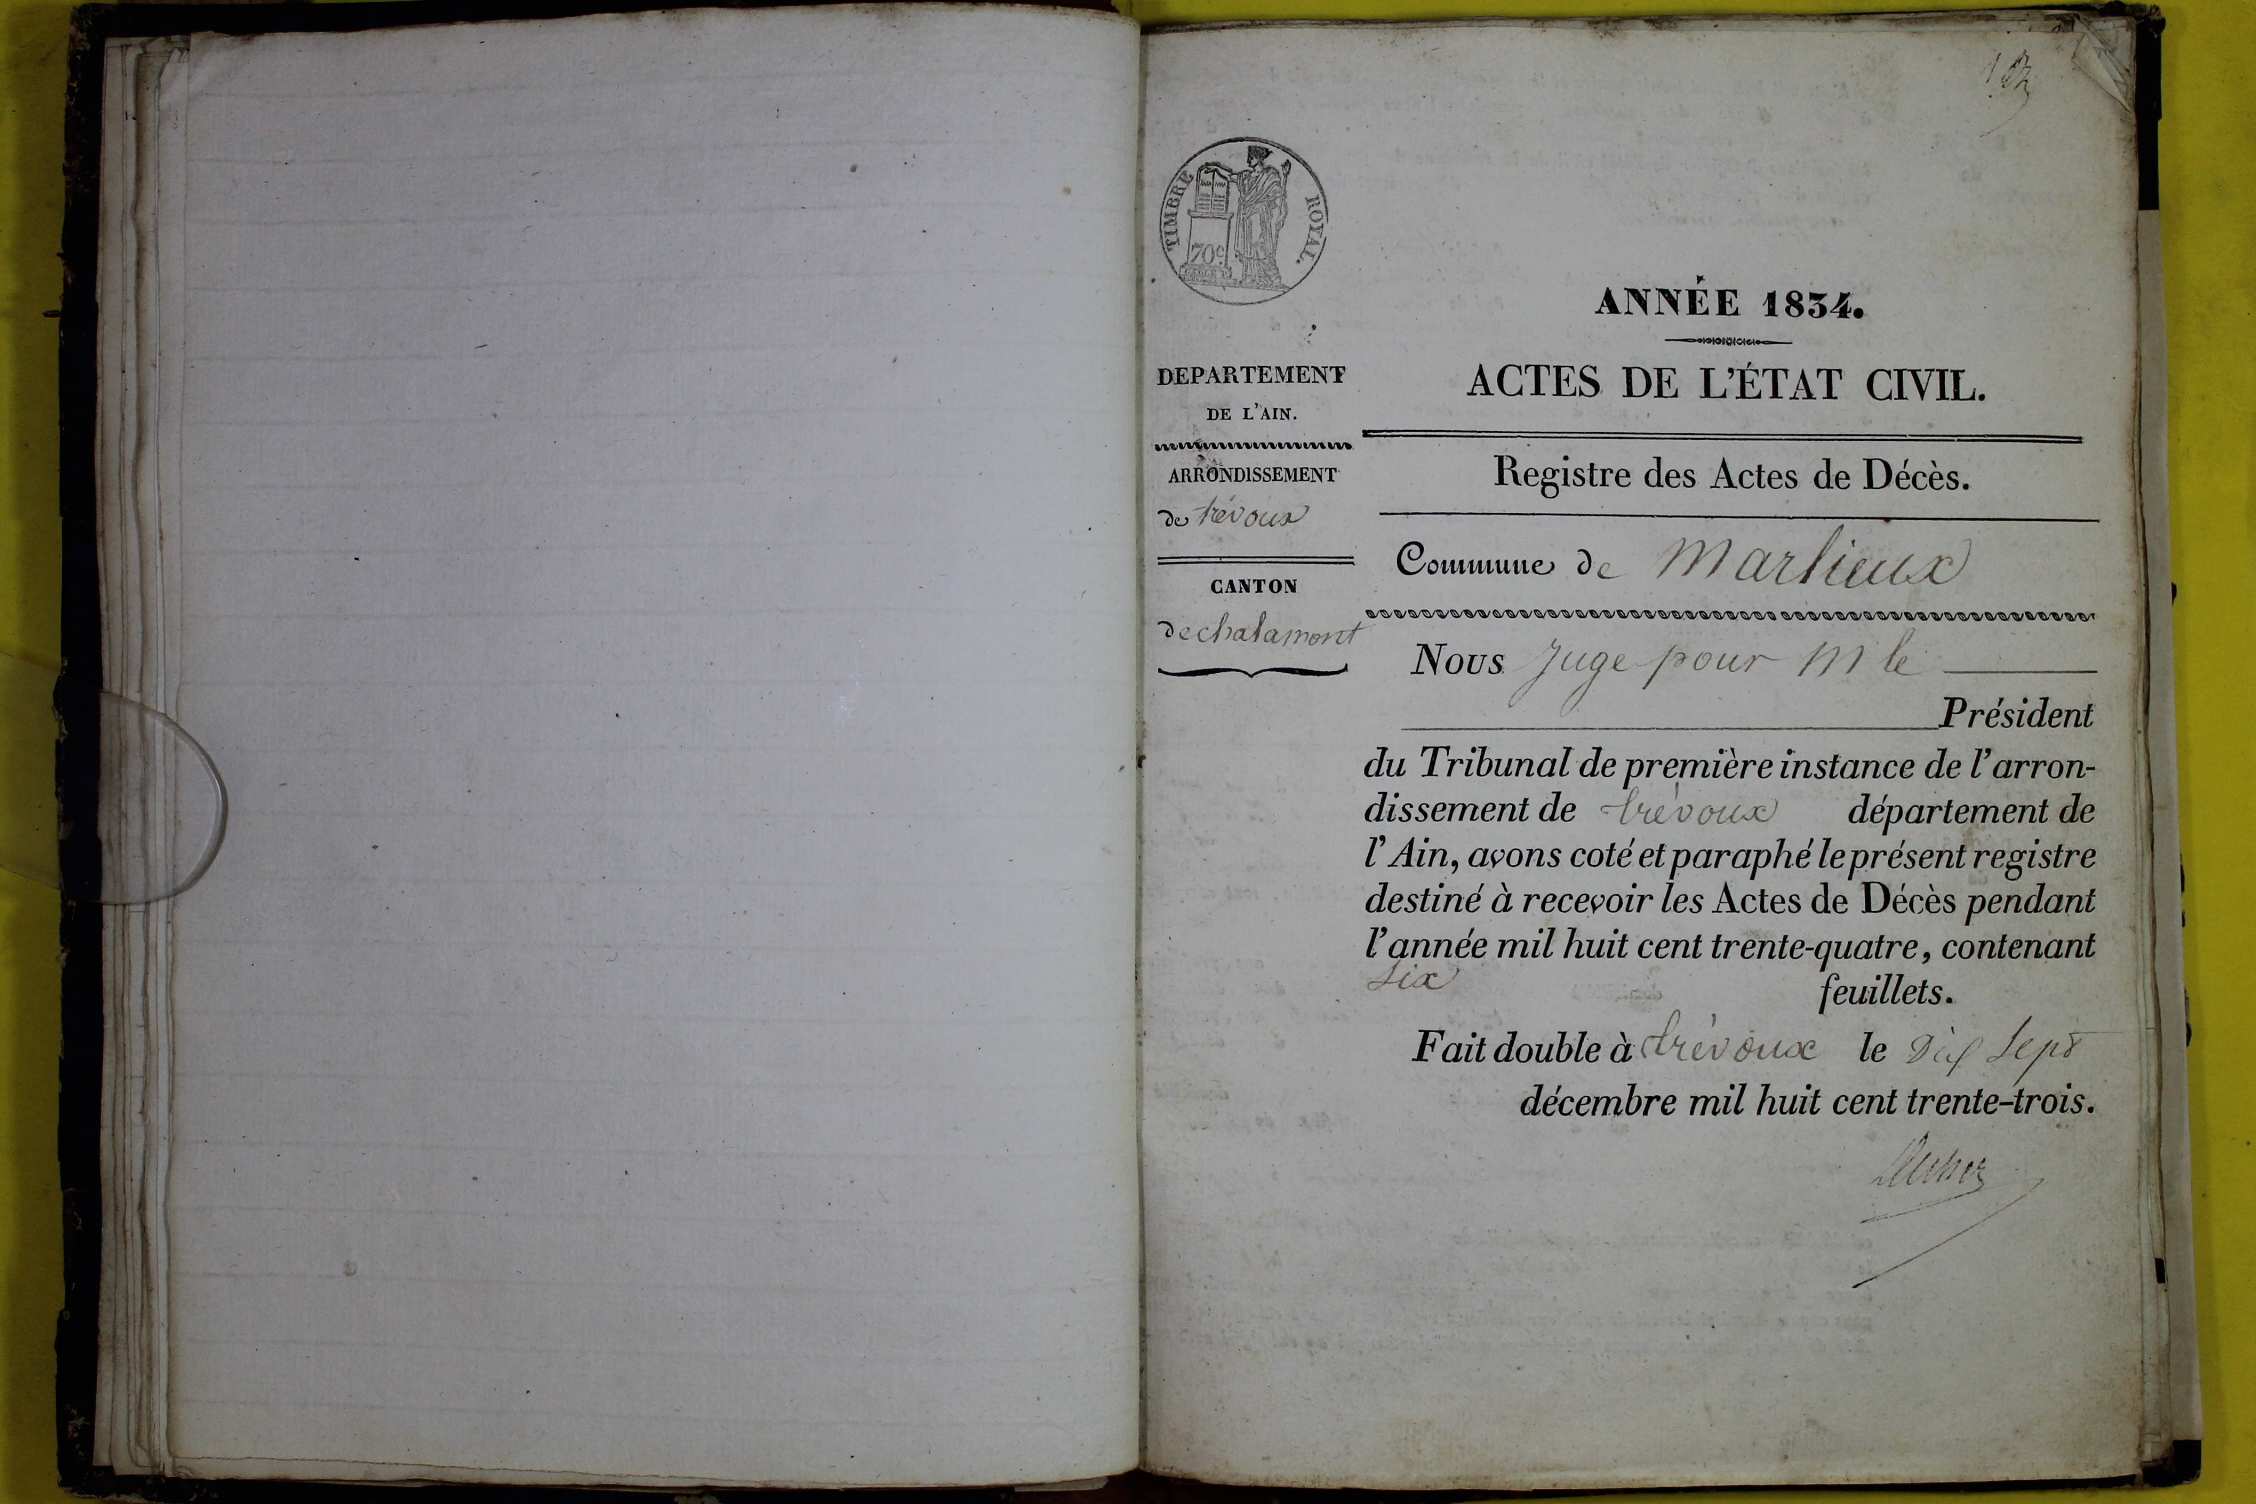 TIMBRE ROYAL.
70c.
DEPARTEMENT
DE L'AIN.
ARRONDISSEMENT
de trévoux
CANTON
de chalamont
ANNÉE 1834.
ACTES DE L'ÉTAT CIVIL.
Registre des Actes de Décès.
Commune de Marlieux
Nous Juge pour M le
Président
du Tribunal de première instance de l'arron-
dissement de trévoux département de
l'Ain, avons coté et paraphé le présent registre
destiné à recevoir les Actes de Décès pendant
l'année mil huit cent trente-quatre, contenant
six feuillets.
Fait double à trévoux le Dix Sept
décembre mil huit cent trente-trois.